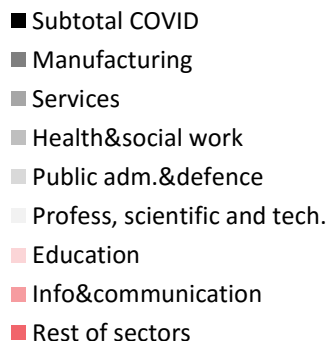 Subtotal COVID
Manufacturing
Services
Health&social work
Public adm.&defence
Profess, scientific and tech.
Education
Info&communication
Rest of sectors